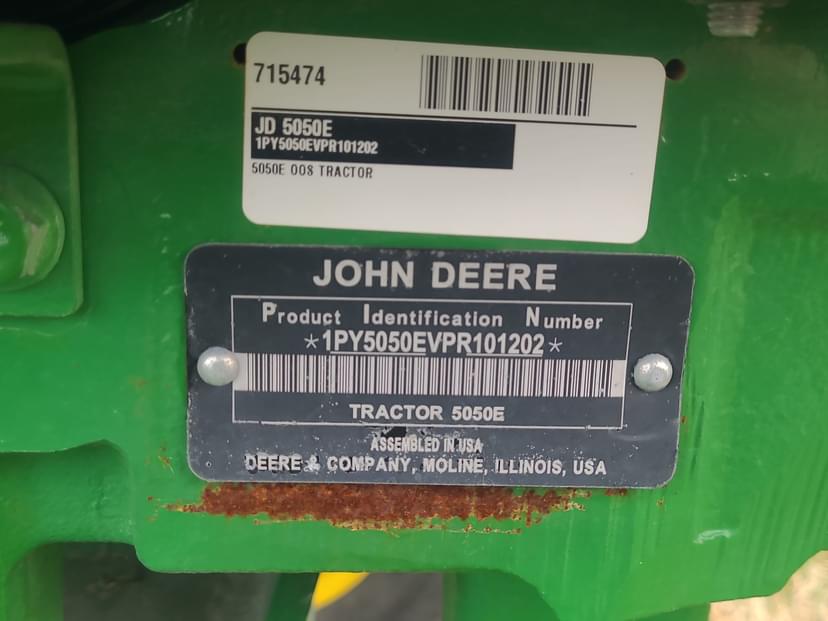 715474
JD 5050E
1PY5050EVPR101202
5050E 008 TRACTOR
JOHN DEERE
Product Identification Number
*1PY5050EVPR101202*
TRACTOR 5050E
ASSEMBLED IN USA
DEERE & COMPANY, MOLINE, ILLINOIS, USA